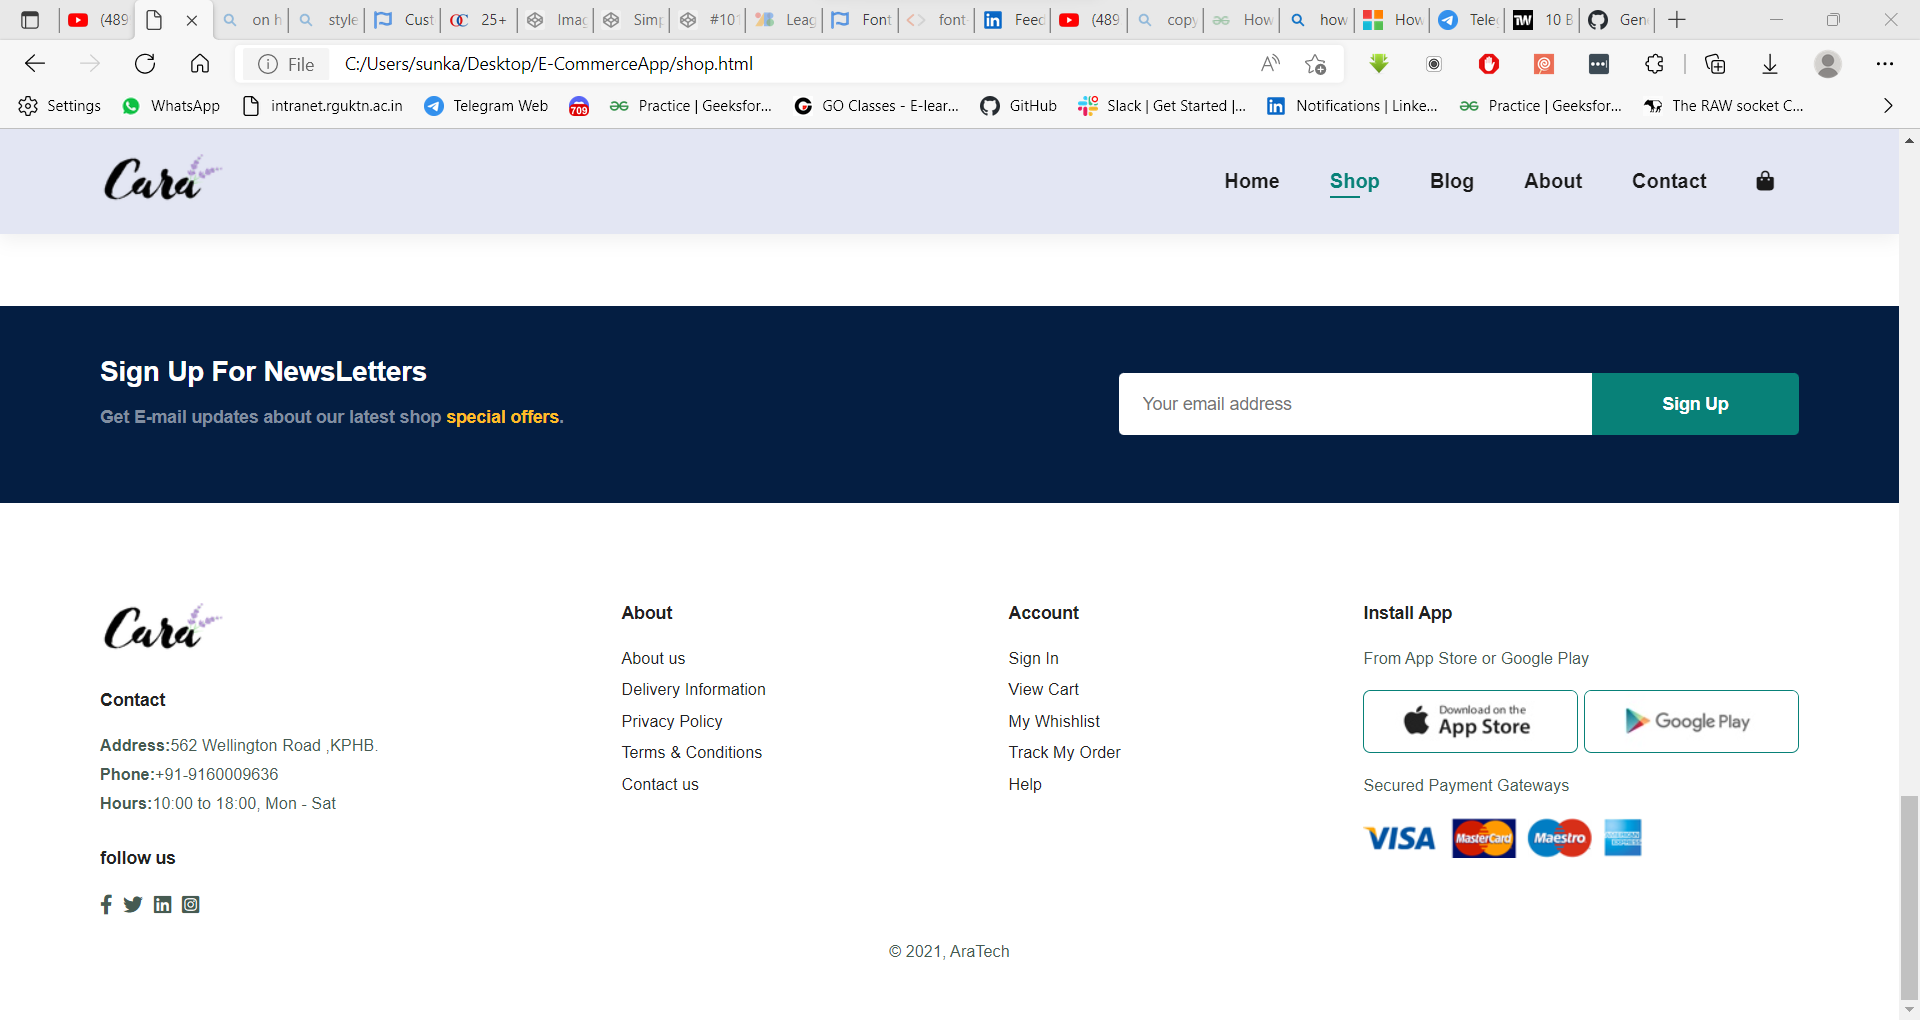 (489
on h
style
Cust
25+
Imag
Simp
#101
Leag
Font
font
Feed
(489
copy
How
how
How
Tele
10 B
Gen
File
C:/Users/sunka/Desktop/E-CommerceApp/shop.html
Settings
WhatsApp
intranet.rguktn.ac.in
Telegram Web
709
Practice | Geeksfor...
GO Classes - E-lear...
GitHub
Slack | Get Started |...
Notifications | Linke...
Practice | Geeksfor...
The RAW socket C...
Cara
Home
Shop
Blog
About
Contact
Sign Up For NewsLetters
Get E-mail updates about our latest shop special offers.
Your email address
Sign Up
Cara
Contact
Address:562 Wellington Road ,KPHB.
Phone:+91-9160009636
Hours:10:00 to 18:00, Mon - Sat
follow us
About
About us
Delivery Information
Privacy Policy
Terms & Conditions
Contact us
Account
Sign In
View Cart
My Whishlist
Track My Order
Help
Install App
From App Store or Google Play
Download on the
App Store
Google Play
Secured Payment Gateways
VISA
MasterCard
Maestro
AMERICAN
EXPRESS
© 2021, AraTech